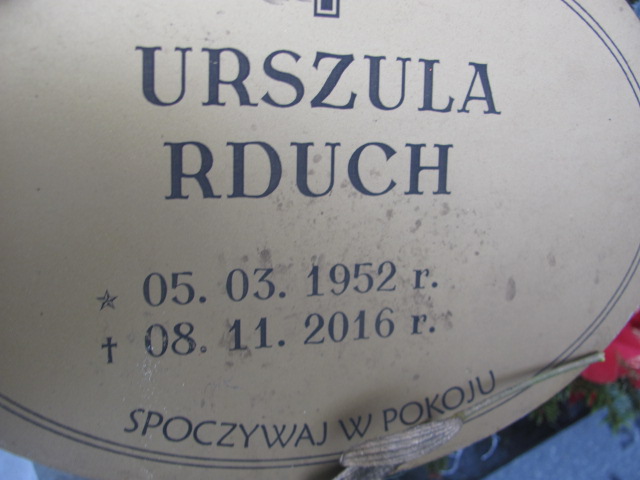 URSZULA
RDUCH
☆ 05. 03. 1952 r.
† 08. 11. 2016 r.
SPOCZYWAJ W POKOJU